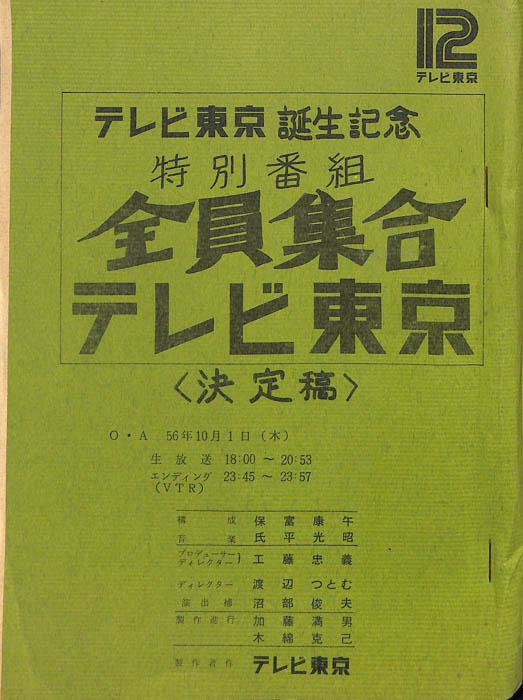 12
テレビ東京
テレビ東京 誕生記念
特別番組
全員集合
テレビ東京
〈決定稿〉
O・A 56年10月1日(木)
生放送 18:00 〜 20:53
エンディング 23:45 〜 23:57
(VTR)
構成 保富康午
音楽 氏平光昭
プロデューサー
ディレクター) 工藤忠義
ディレクター 渡辺つとむ
演出補 沼部俊夫
製作進行 加藤満男
木綿克己
製作著作 テレビ東京